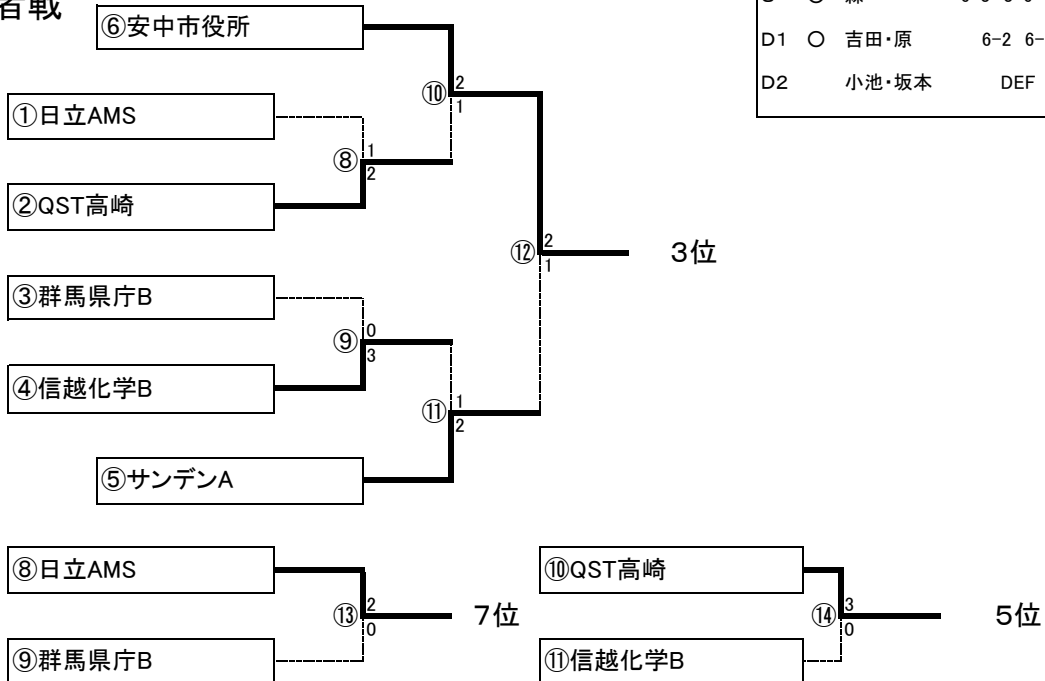 者戦
⑥安中市役所
D1 ○ 吉田・原 6-2 6-
D2 小池・坂本 DEF
⑩ 2
1
①日立AMS
⑧ 1
2
②QST高崎
⑫ 2
1
3位
③群馬県庁B
⑨ 0
3
④信越化学B
⑪ 1
2
⑤サンデンA
⑧日立AMS
⑬ 2
0
7位
⑨群馬県庁B
⑩QST高崎
⑭ 3
0
5位
⑪信越化学B